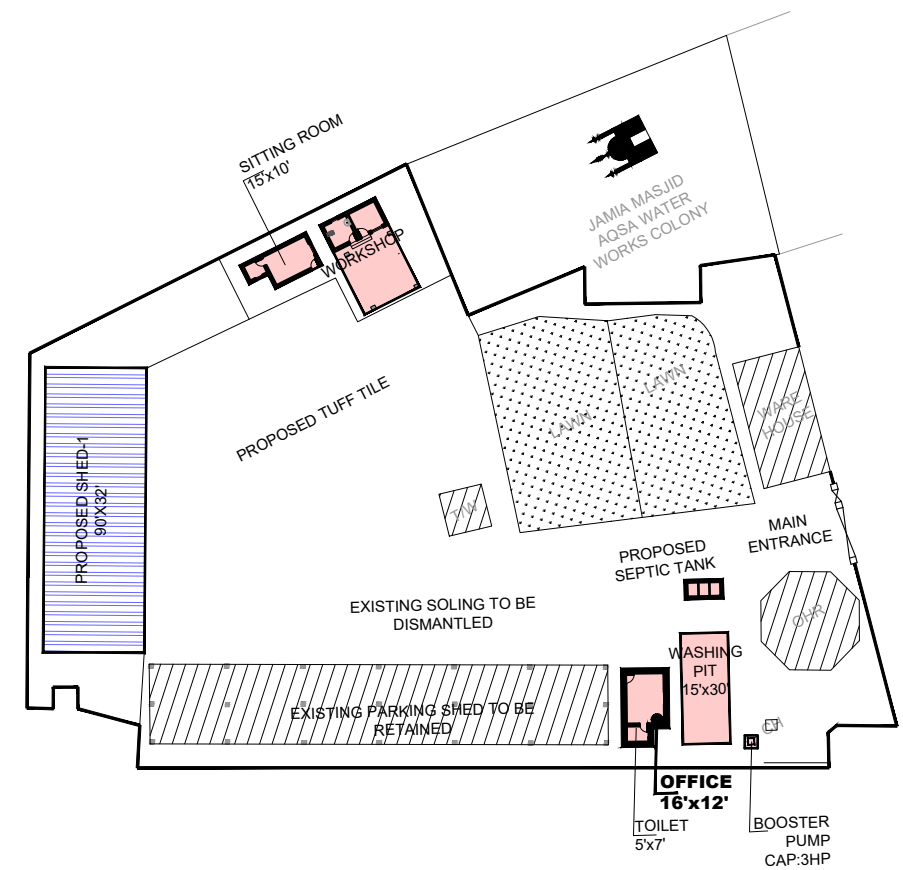 SITTING ROOM
15'x10'
WORKSHOP
JAMIA MASJID
AQSA WATER
WORKS COLONY
PROPOSED SHED-1
90'X32'
PROPOSED TUFF TILE
LAWN
LAWN
WARE
HOUSE
T/W
MAIN
ENTRANCE
PROPOSED
SEPTIC TANK
EXISTING SOLING TO BE
DISMANTLED
OHR
WASHING
PIT
15'x30'
EXISTING PARKING SHED TO BE
RETAINED
OFFICE
16'x12'
TOILET
5'x7'
BOOSTER
PUMP
CAP:3HP